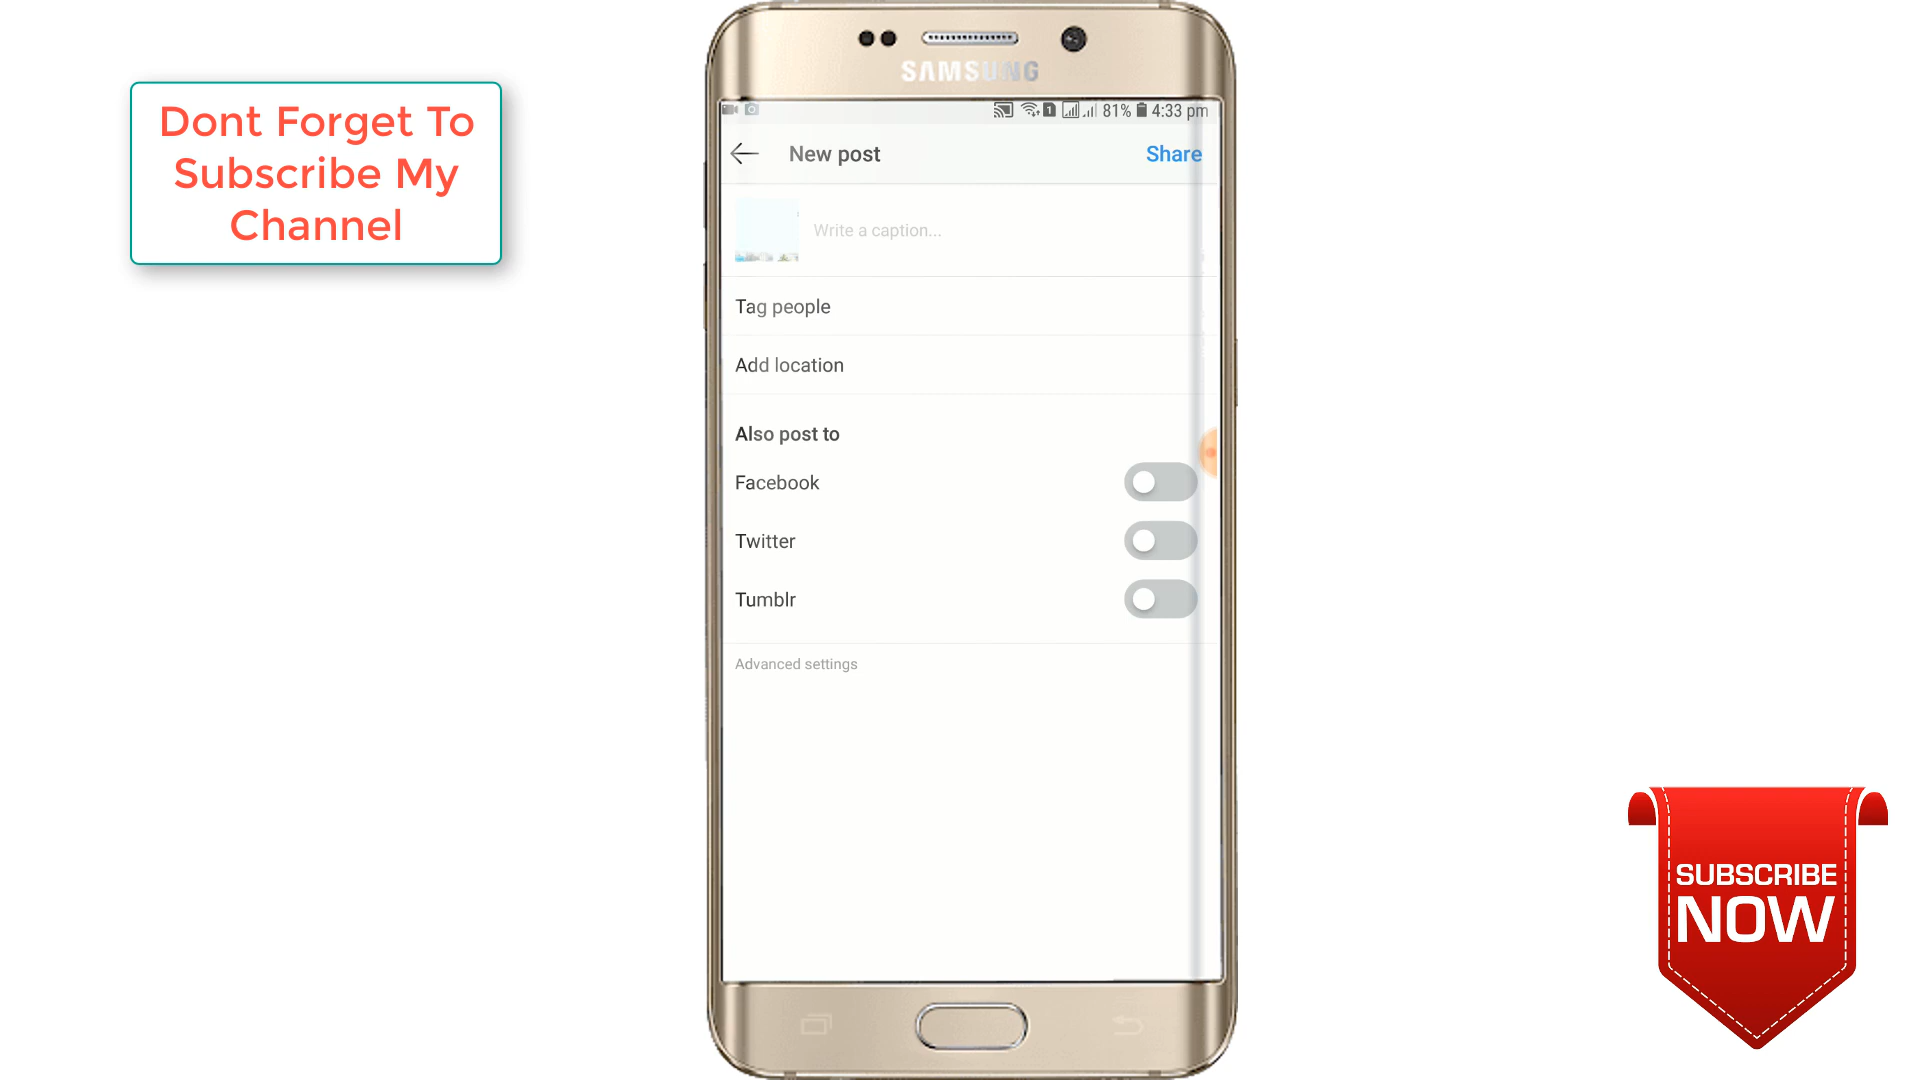 Dont Forget To
Subscribe My
Channel
SAMSUNG
1 81% 4:33 pm
New post
Share
Write a caption...
Tag people
Add location
Also post to
Facebook
Twitter
Tumblr
Advanced settings
SUBSCRIBE
NOW